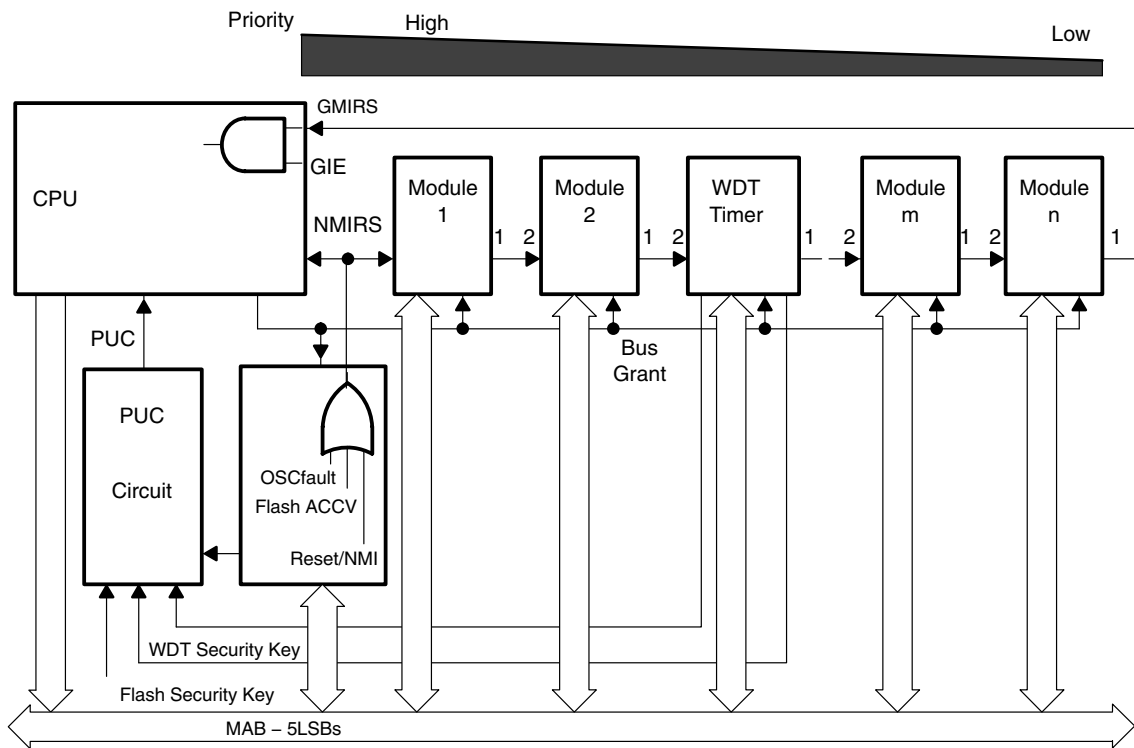 Priority
High
Low
GMIRS
GIE
CPU
NMIRS
Module
1
Module
2
WDT
Timer
Module
m
Module
n
1 2 1 2 1 2 1 2 1
PUC
Bus
Grant
PUC
Circuit
OSCfault
Flash ACCV
Reset/NMI
WDT Security Key
Flash Security Key
MAB – 5LSBs